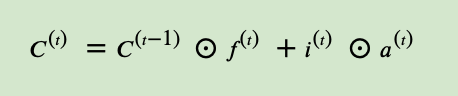 C⁽ᵗ⁾ = C⁽ᵗ⁻¹⁾ ⊙ f⁽ᵗ⁾ + i⁽ᵗ⁾ ⊙ a⁽ᵗ⁾